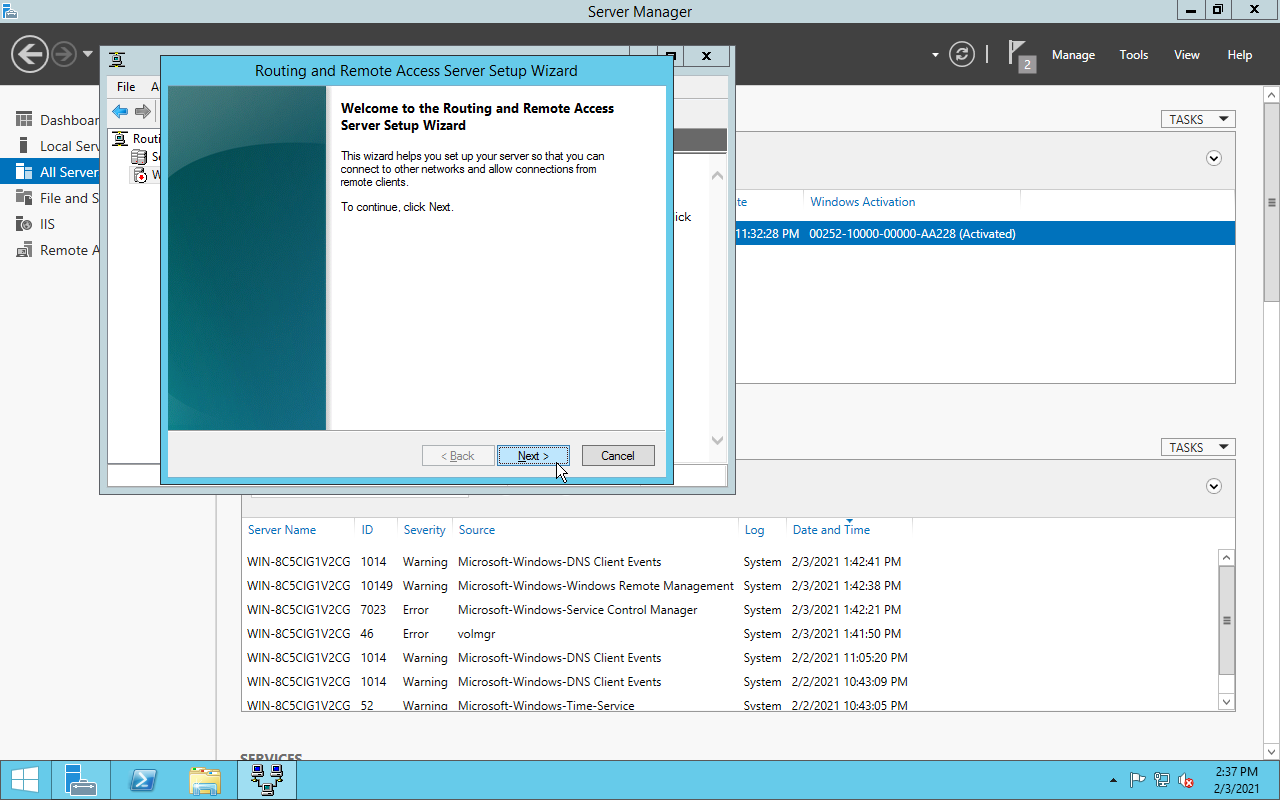 Server Manager
2
Manage
Tools
View
Help
Dashboar
Local Serv
All Server
File and S
IIS
Remote A
File
A
Routi
Se
W
ick
Routing and Remote Access Server Setup Wizard
Welcome to the Routing and Remote Access
Server Setup Wizard
This wizard helps you set up your server so that you can
connect to other networks and allow connections from
remote clients.
To continue, click Next.
< Back
Next >
Cancel
TASKS
te
Windows Activation
11:32:28 PM 00252-10000-00000-AA228 (Activated)
TASKS
Server Name ID Severity Source Log Date and Time
WIN-8C5CIG1V2CG 1014 Warning Microsoft-Windows-DNS Client Events System 2/3/2021 1:42:41 PM
WIN-8C5CIG1V2CG 10149 Warning Microsoft-Windows-Windows Remote Management System 2/3/2021 1:42:38 PM
WIN-8C5CIG1V2CG 7023 Error Microsoft-Windows-Service Control Manager System 2/3/2021 1:42:21 PM
WIN-8C5CIG1V2CG 46 Error volmgr System 2/3/2021 1:41:50 PM
WIN-8C5CIG1V2CG 1014 Warning Microsoft-Windows-DNS Client Events System 2/2/2021 11:05:20 PM
WIN-8C5CIG1V2CG 1014 Warning Microsoft-Windows-DNS Client Events System 2/2/2021 10:43:09 PM
WIN-8C5CIG1V2CG 52 Warning Microsoft-Windows-Time-Service System 2/2/2021 10:43:05 PM
SERVICES
2:37 PM
2/3/2021